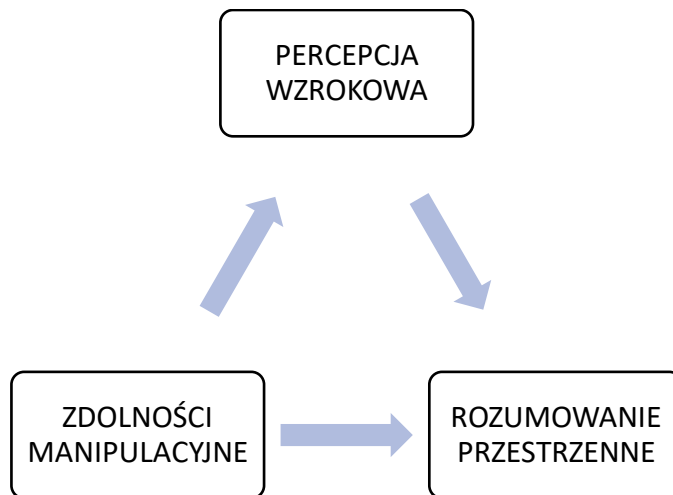 PERCEPCJA
WZROKOWA
ZDOLNOŚCI
MANIPULACYJNE
ROZUMOWANIE
PRZESTRZENNE